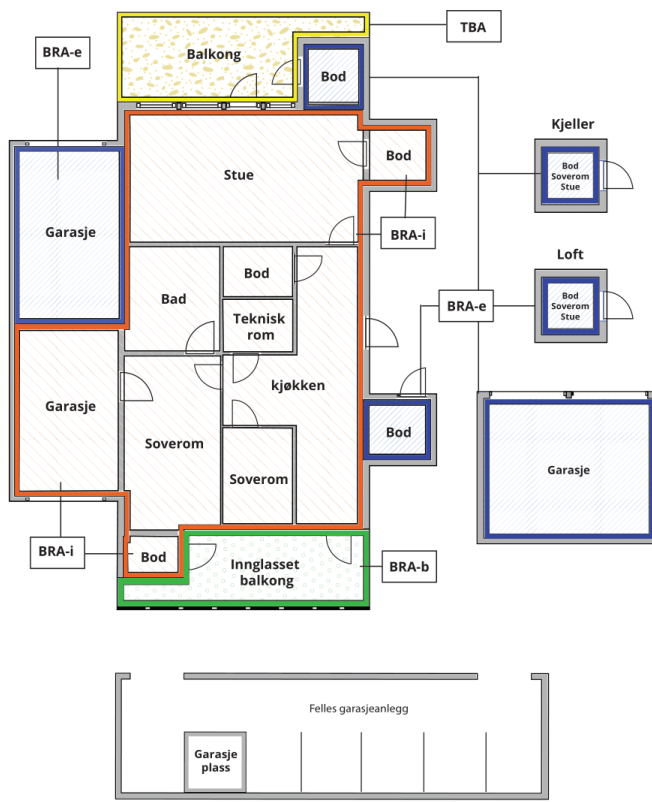 TBA
BRA-e
Balkong
Bod
Kjeller
Bod
Stue
Bod
Soverom
Stue
Garasje
BRA-i
Loft
Bod
Bad
Teknisk
rom
BRA-e
Bod
Soverom
Stue
kjøkken
Garasje
Bod
Soverom
Garasje
Soverom
BRA-i
Bod
Innglasset
balkong
BRA-b
Felles garasjeanlegg
Garasje
plass